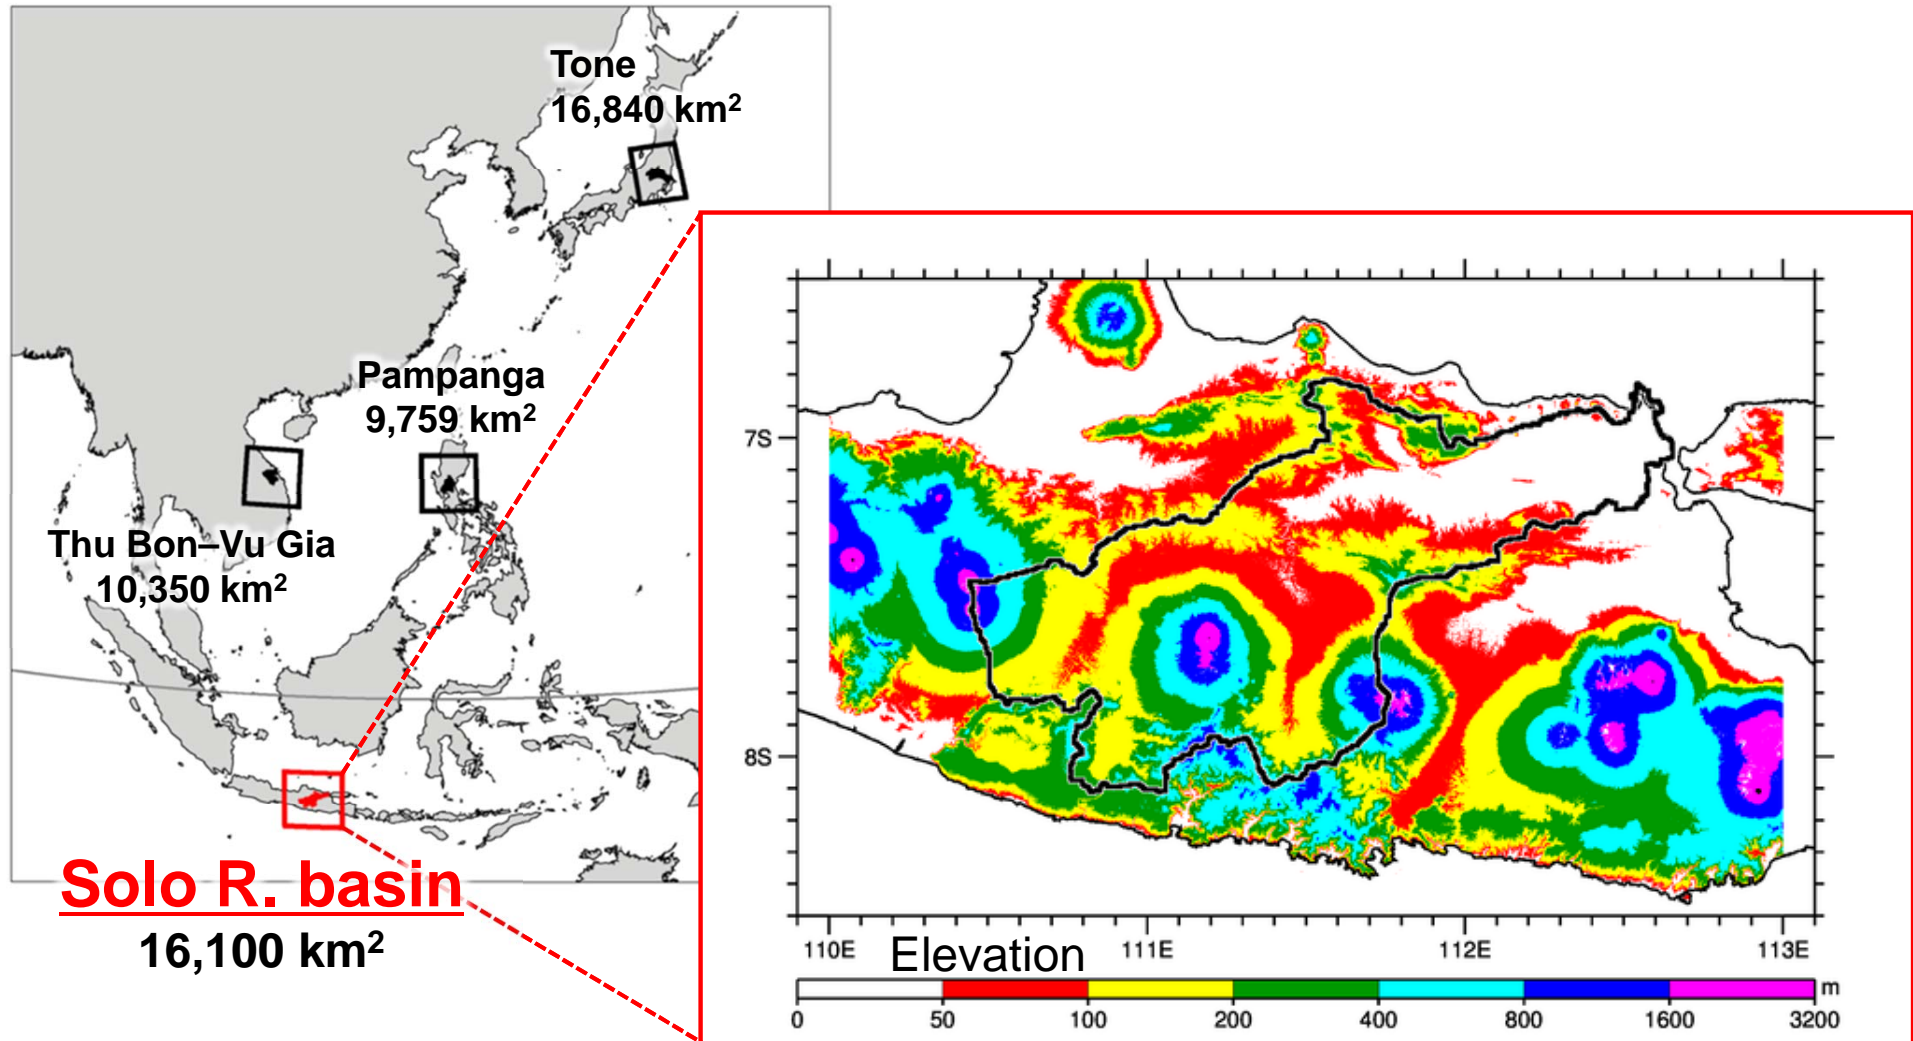 Tone
16,840 km²
Pampanga
9,759 km²
Thu Bon–Vu Gia
10,350 km²
Solo R. basin
16,100 km²
7S
8S
110E
111E
112E
113E
Elevation
m
0
50
100
200
400
800
1600
3200